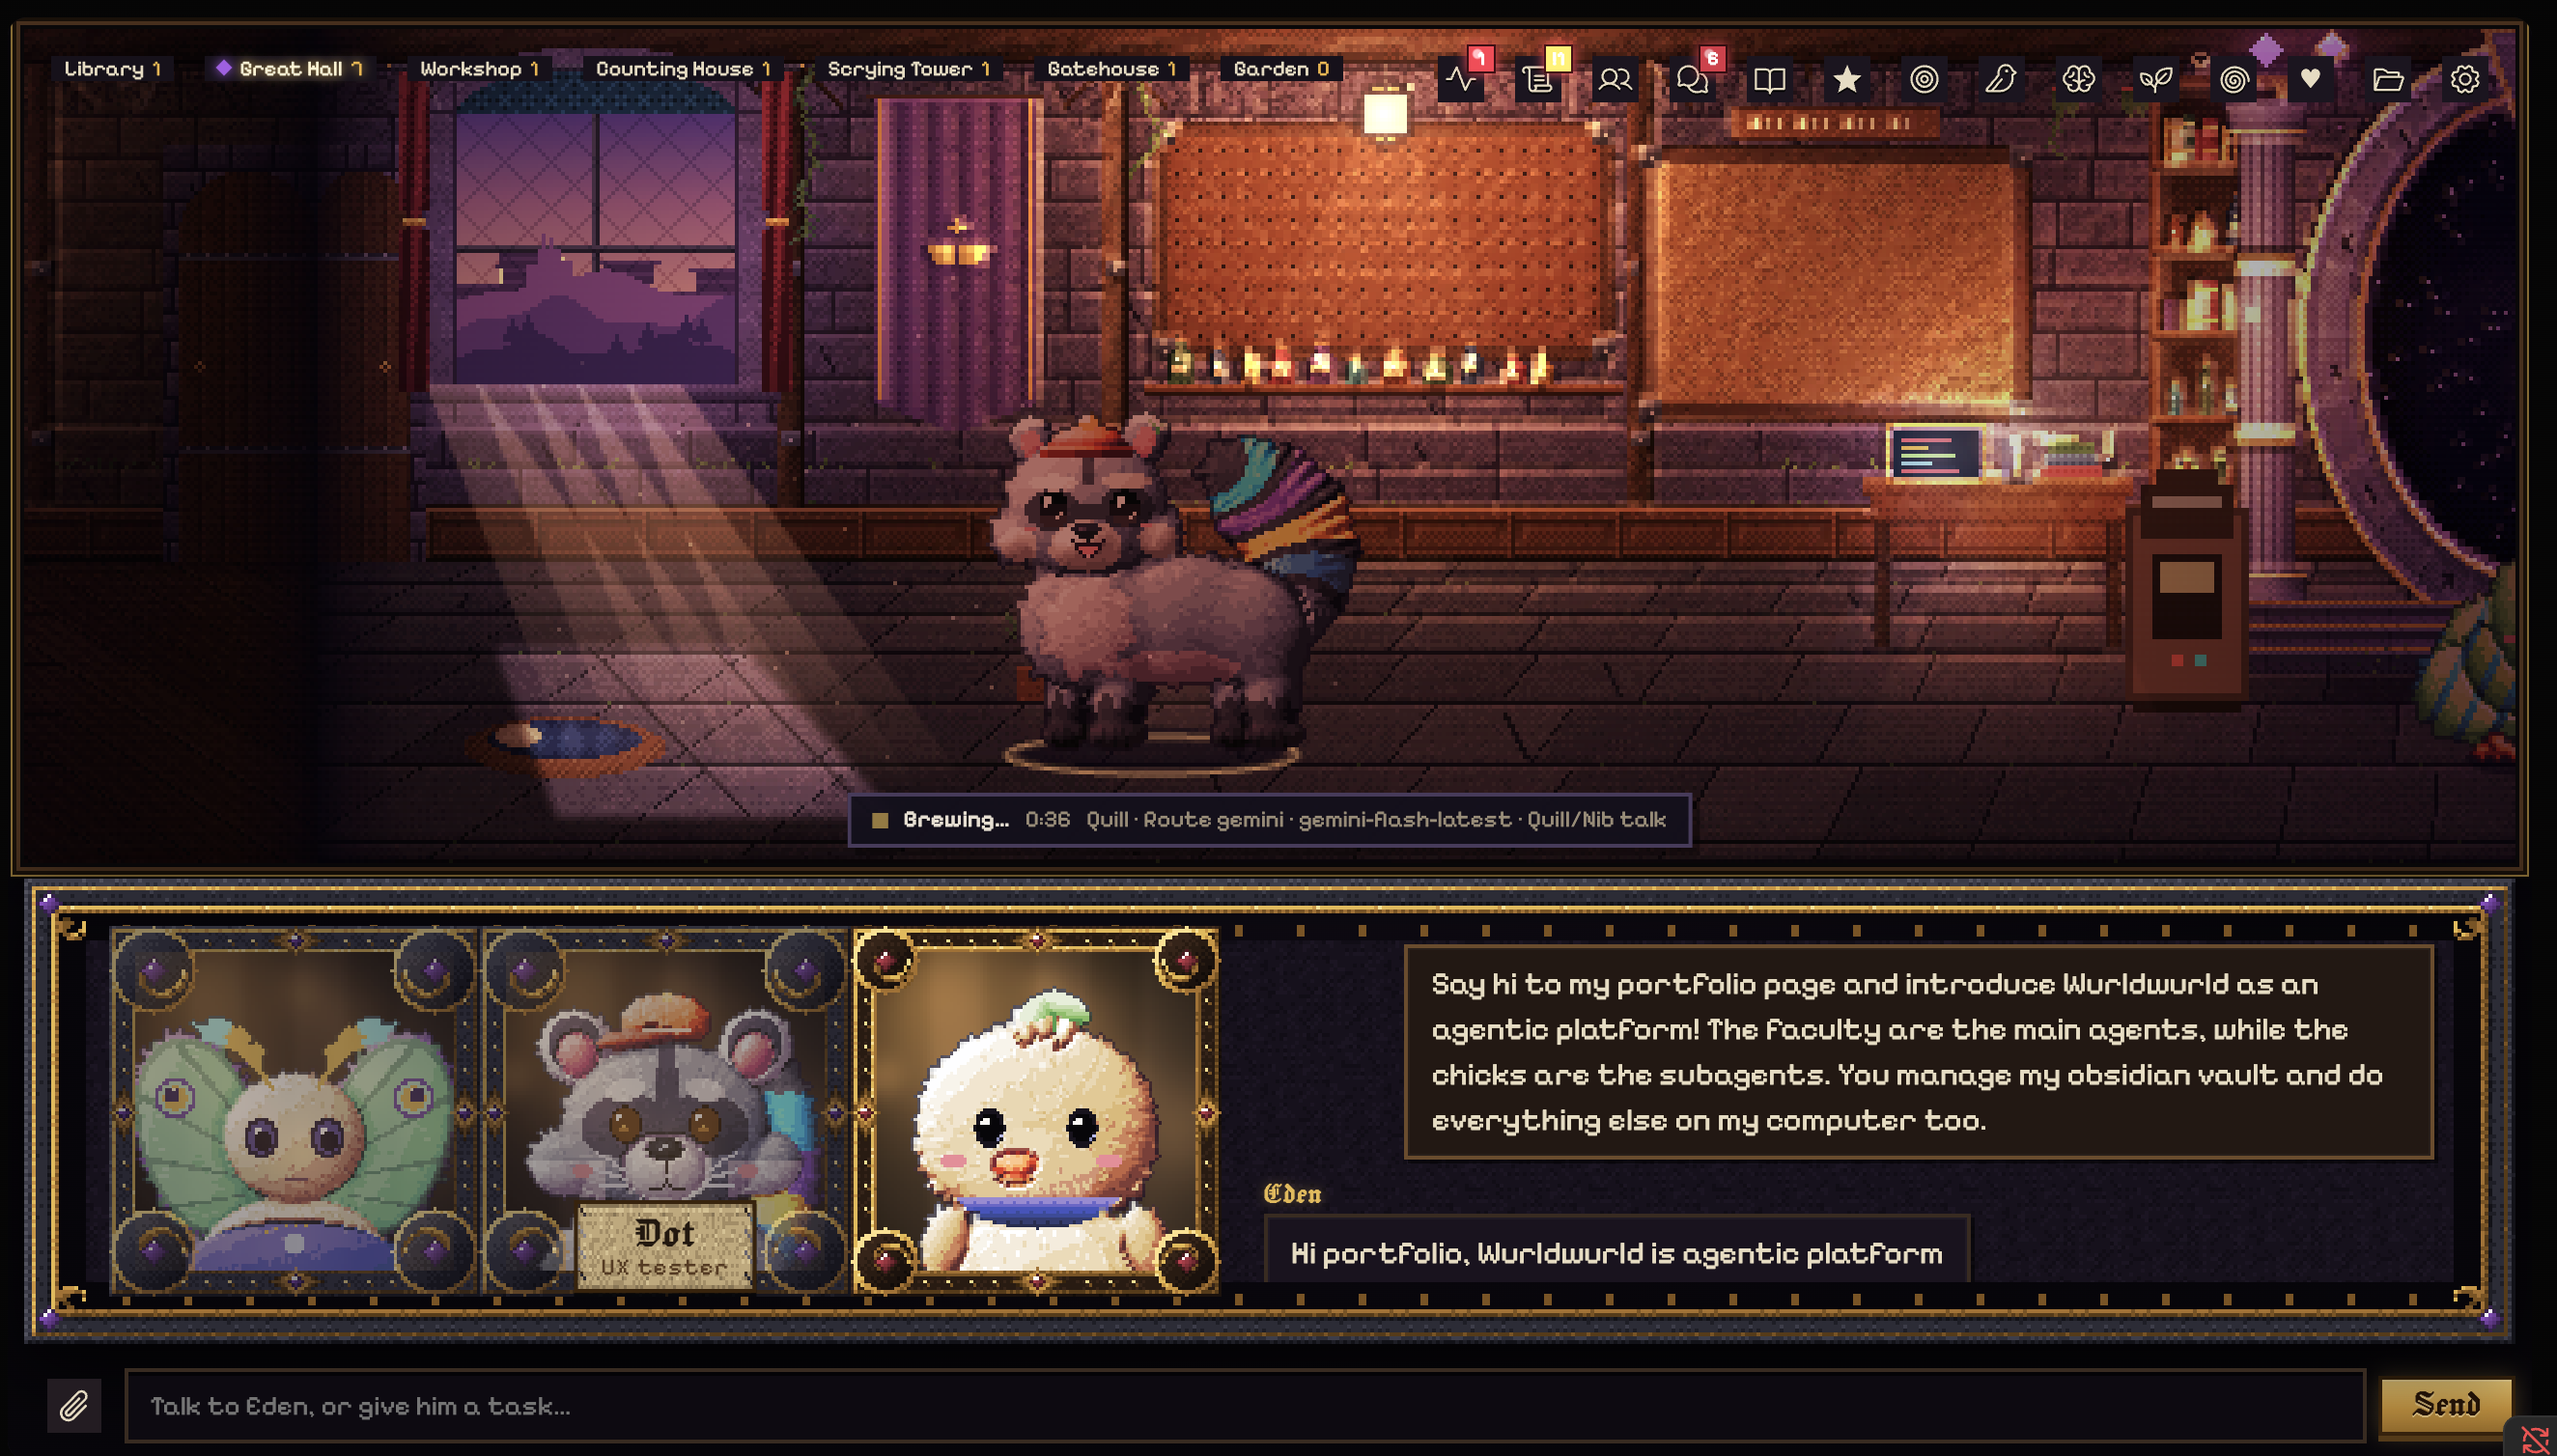 Library 1
Great Hall 7
Workshop 1
Counting House 1
Scrying Tower 1
Gatehouse 1
Garden 0
Brewing... 0:36 Quill · Route gemini · gemini-flash-latest · Quill/Nib talk
Dot
UX tester
Say hi to my portfolio page and introduce Wurldwurld as an
agentic platform! The Faculty are the main agents, while the
chicks are the subagents. You manage my obsidian vault and do
everything else on my computer too.
Eden
Hi portfolio, Wurldwurld is agentic platform
Talk to Eden, or give him a task...
Send